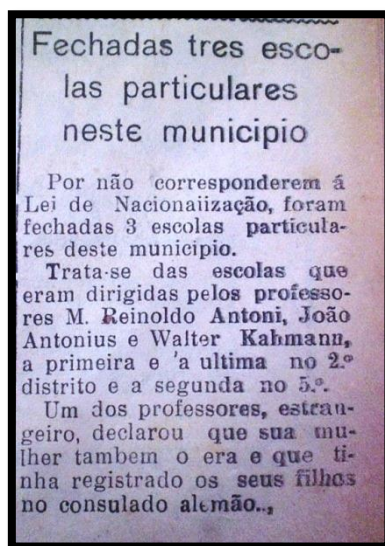 Fechadas tres esco-
las particulares
neste municipio
Por não corresponderem á
Lei de Nacionaiização, foram
fechadas 3 escolas particula-
res deste municipio.
Trata-se das escolas que
eram dirigidas pelos professo-
res M. Reinoldo Antoni, João
Antonius e Walter Kahmann,
a primeira e 'a ultima no 2.º
distrito e a segunda no 5.º.
Um dos professores, estran-
geiro, declarou que sua mu-
lher tambem o era e que ti-
nha registrado os seus filhos
no consulado alemão..,